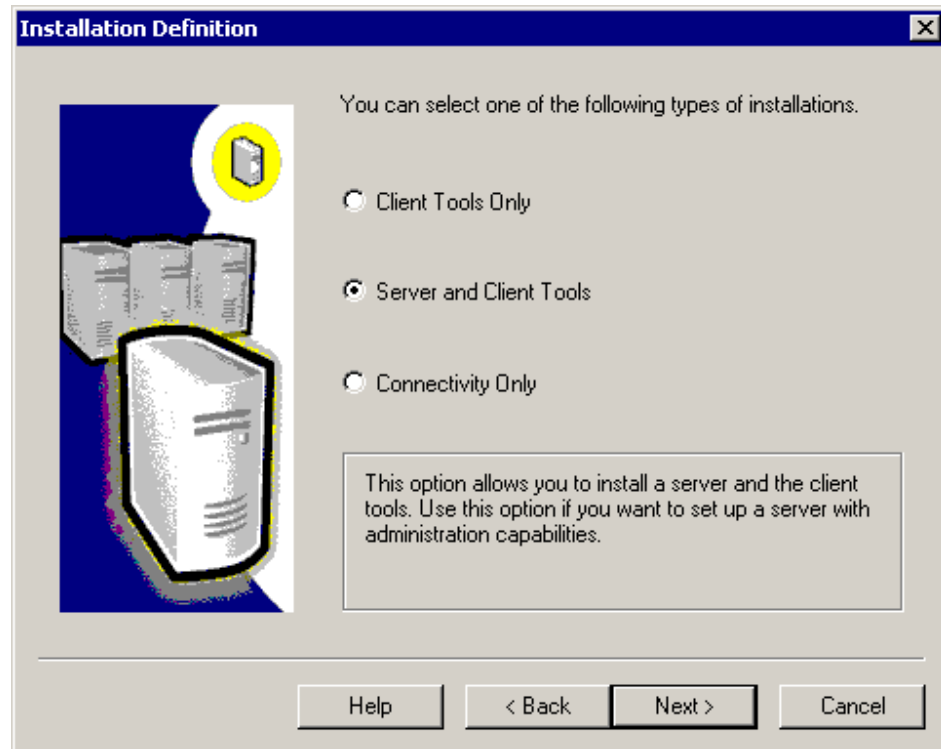 Installation Definition
You can select one of the following types of installations.
Client Tools Only
Server and Client Tools
Connectivity Only
This option allows you to install a server and the client
tools. Use this option if you want to set up a server with
administration capabilities.
Help
< Back
Next >
Cancel